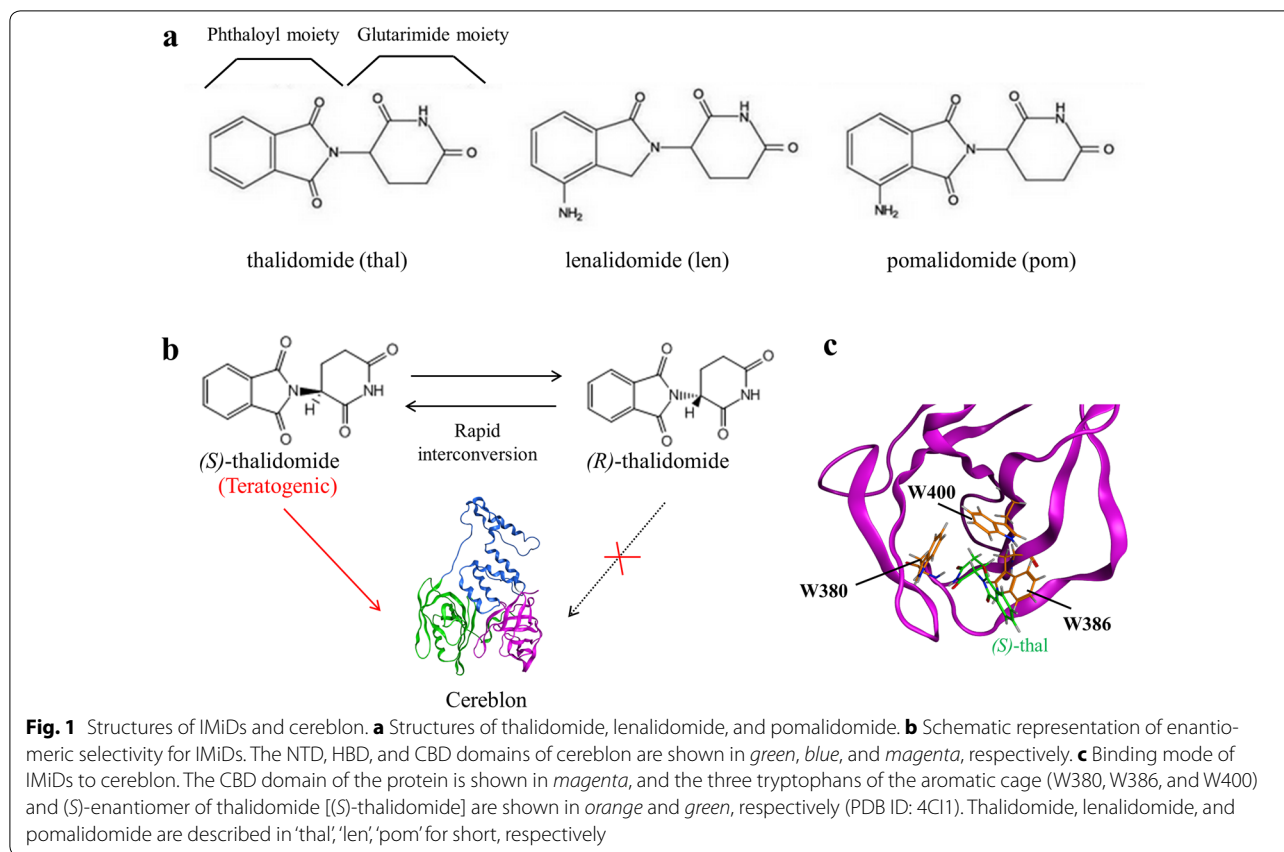 a
Phthaloyl moiety Glutarimide moiety
O O H N O N O
O N O H N O NH2
O N O O H N O NH2
thalidomide (thal) lenalidomide (len) pomalidomide (pom)
b
O N O H O NH O
O N O H O NH O
Rapid
interconversion
(S)-thalidomide
(Teratogenic)
(R)-thalidomide
Cereblon
c
W400
W380
W386
(S)-thal
Fig. 1 Structures of IMiDs and cereblon. a Structures of thalidomide, lenalidomide, and pomalidomide. b Schematic representation of enantio-
meric selectivity for IMiDs. The NTD, HBD, and CBD domains of cereblon are shown in green, blue, and magenta, respectively. c Binding mode of
IMiDs to cereblon. The CBD domain of the protein is shown in magenta, and the three tryptophans of the aromatic cage (W380, W386, and W400)
and (S)-enantiomer of thalidomide [(S)-thalidomide] are shown in orange and green, respectively (PDB ID: 4CI1). Thalidomide, lenalidomide, and
pomalidomide are described in ‘thal’, ‘len’, ‘pom’ for short, respectively